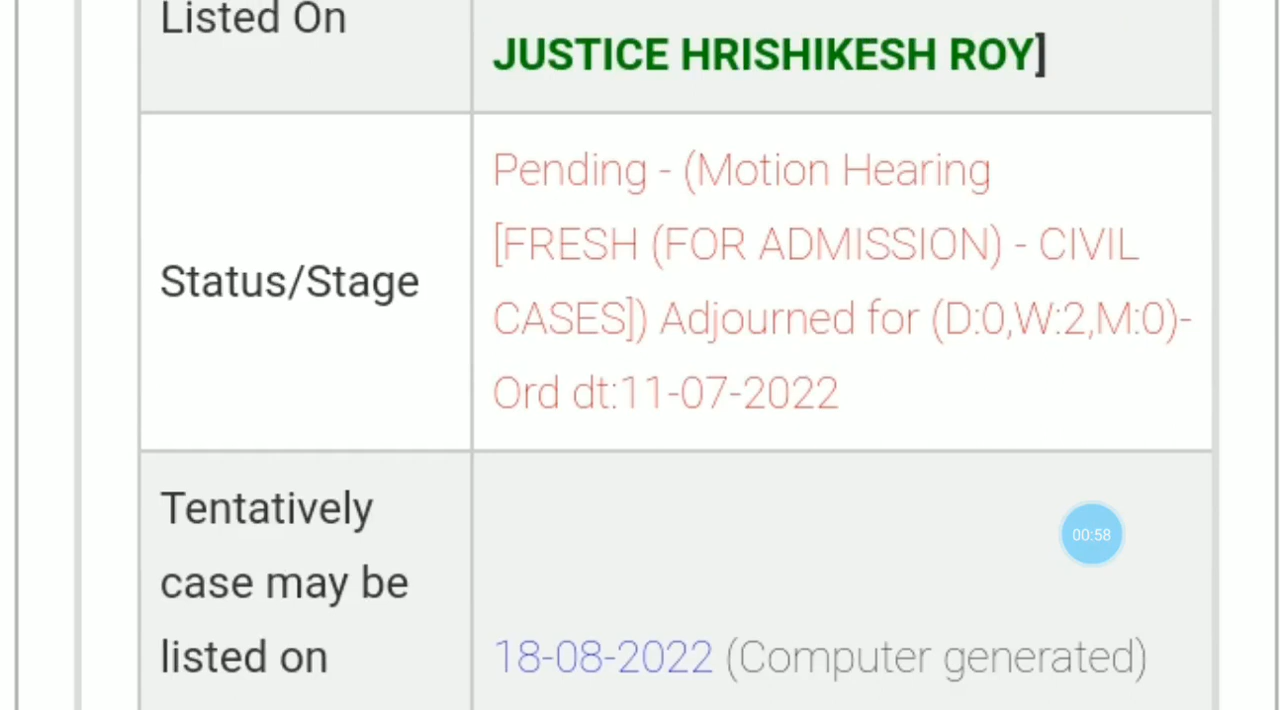 Listed On
JUSTICE HRISHIKESH ROY]
Status/Stage
Pending - (Motion Hearing
[FRESH (FOR ADMISSION) - CIVIL
CASES]) Adjourned for (D:0,W:2,M:0)-
Ord dt:11-07-2022
Tentatively
case may be
listed on
18-08-2022 (Computer generated)
00:58